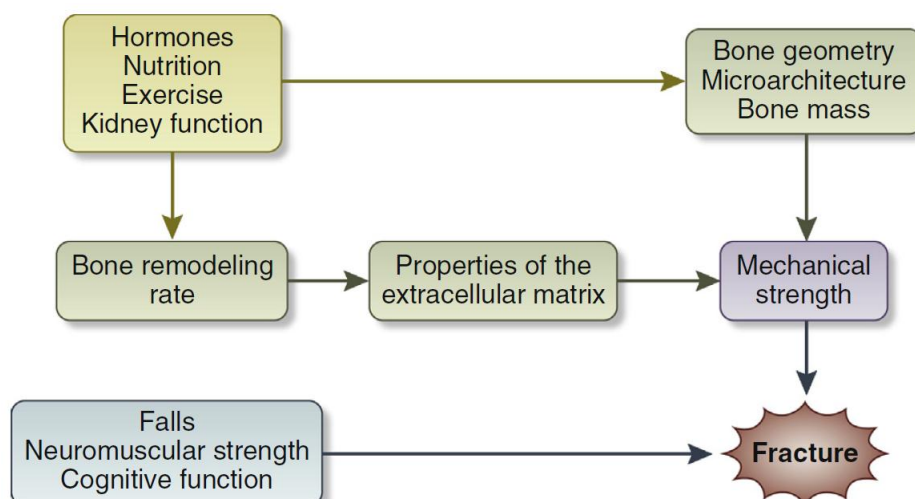 Hormones
Nutrition
Exercise
Kidney function
Bone geometry
Microarchitecture
Bone mass
Bone remodeling
rate
Properties of the
extracellular matrix
Mechanical
strength
Falls
Neuromuscular strength
Cognitive function
Fracture